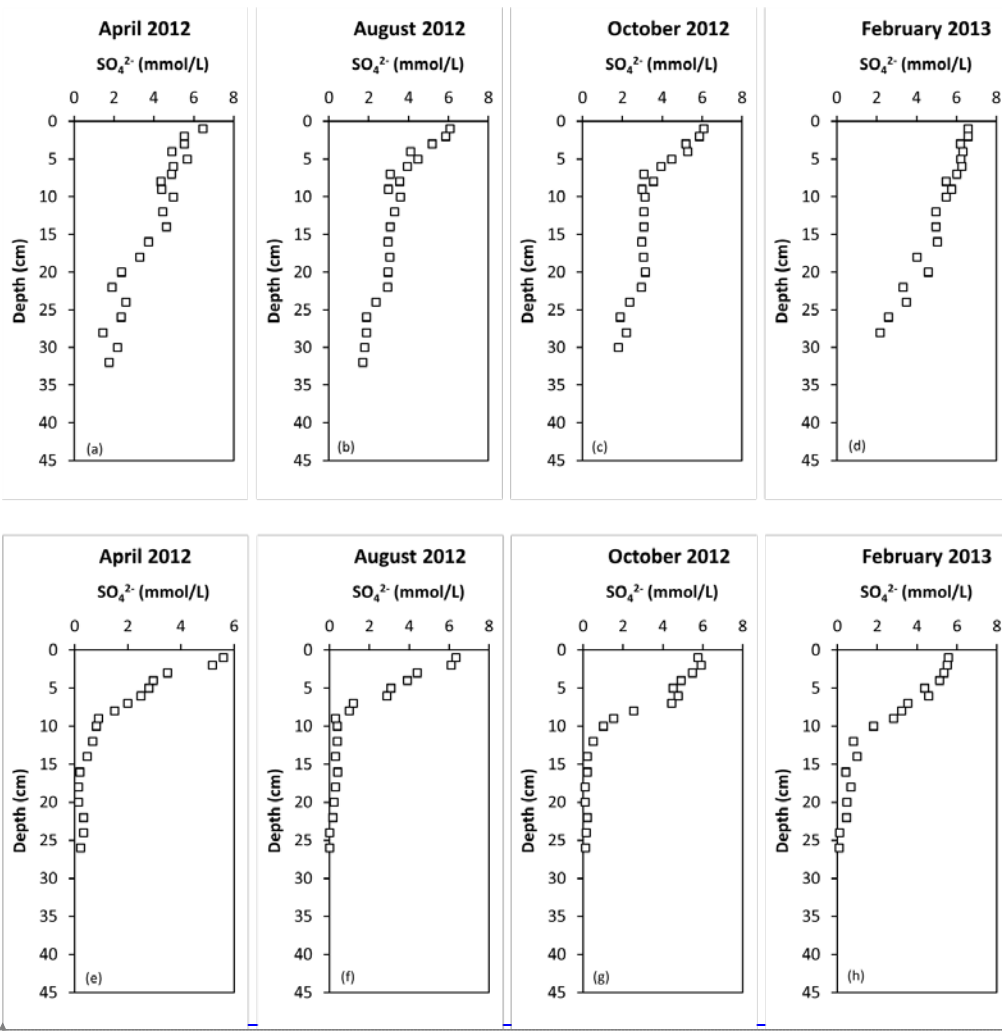 April 2012 August 2012 October 2012 February 2013
SO₄²⁻ (mmol/L) SO₄²⁻ (mmol/L) SO₄²⁻ (mmol/L) SO₄²⁻ (mmol/L)
0 2 4 6 8 0 2 4 6 8 0 2 4 6 8 0 2 4 6 8
0 0 0 0
5 5 5 5
10 10 10 10
15 15 15 15
Depth (cm) Depth (cm) Depth (cm) Depth (cm)
20 20 20 20
25 25 25 25
30 30 30 30
35 35 35 35
40 40 40 40
(a) (b) (c) (d)
45 45 45 45
April 2012 August 2012 October 2012 February 2013
SO₄²⁻ (mmol/L) SO₄²⁻ (mmol/L) SO₄²⁻ (mmol/L) SO₄²⁻ (mmol/L)
0 2 4 6 0 2 4 6 8 0 2 4 6 8 0 2 4 6 8
0 0 0 0
5 5 5 5
10 10 10 10
15 15 15 15
Depth (cm) Depth (cm) Depth (cm) Depth (cm)
20 20 20 20
25 25 25 25
30 30 30 30
35 35 35 35
40 40 40 40
(e) (f) (g) (h)
45 45 45 45